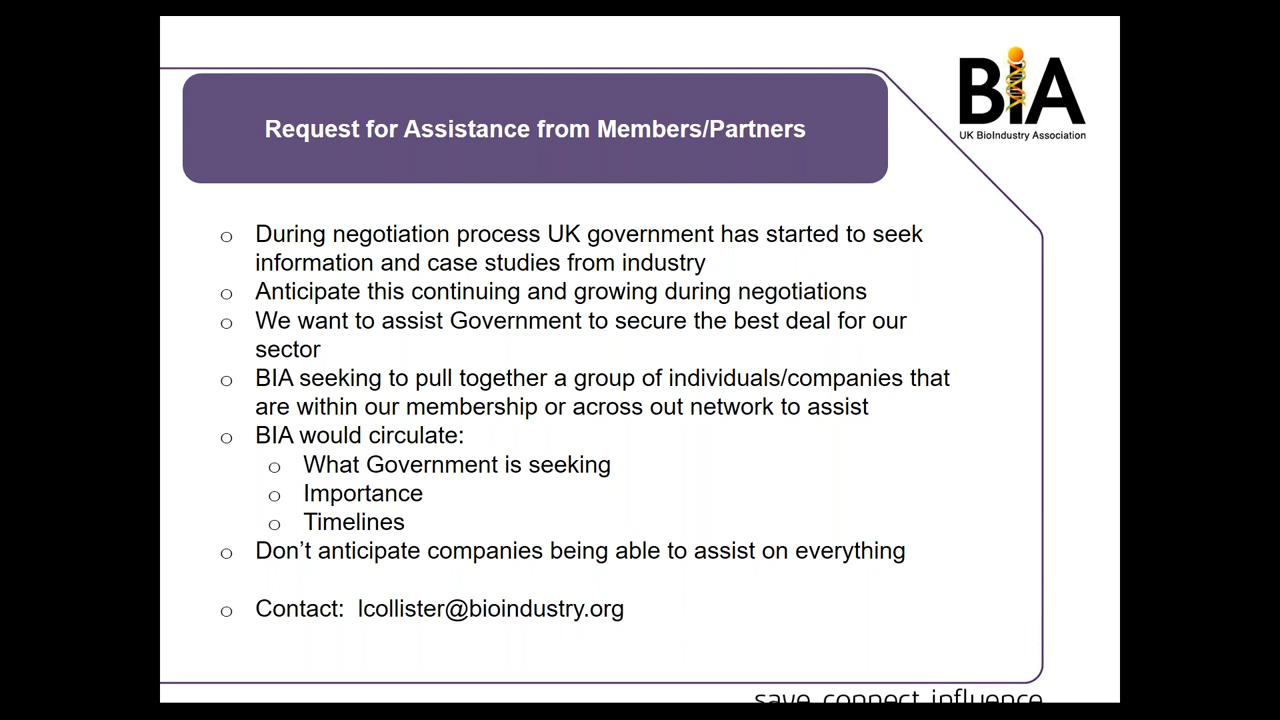 BIA
UK BioIndustry Association
Request for Assistance from Members/Partners
o During negotiation process UK government has started to seek
information and case studies from industry
o Anticipate this continuing and growing during negotiations
o We want to assist Government to secure the best deal for our
sector
o BIA seeking to pull together a group of individuals/companies that
are within our membership or across out network to assist
o BIA would circulate:
o What Government is seeking
o Importance
o Timelines
o Don’t anticipate companies being able to assist on everything
o Contact:  lcollister@bioindustry.org
save. connect. influence